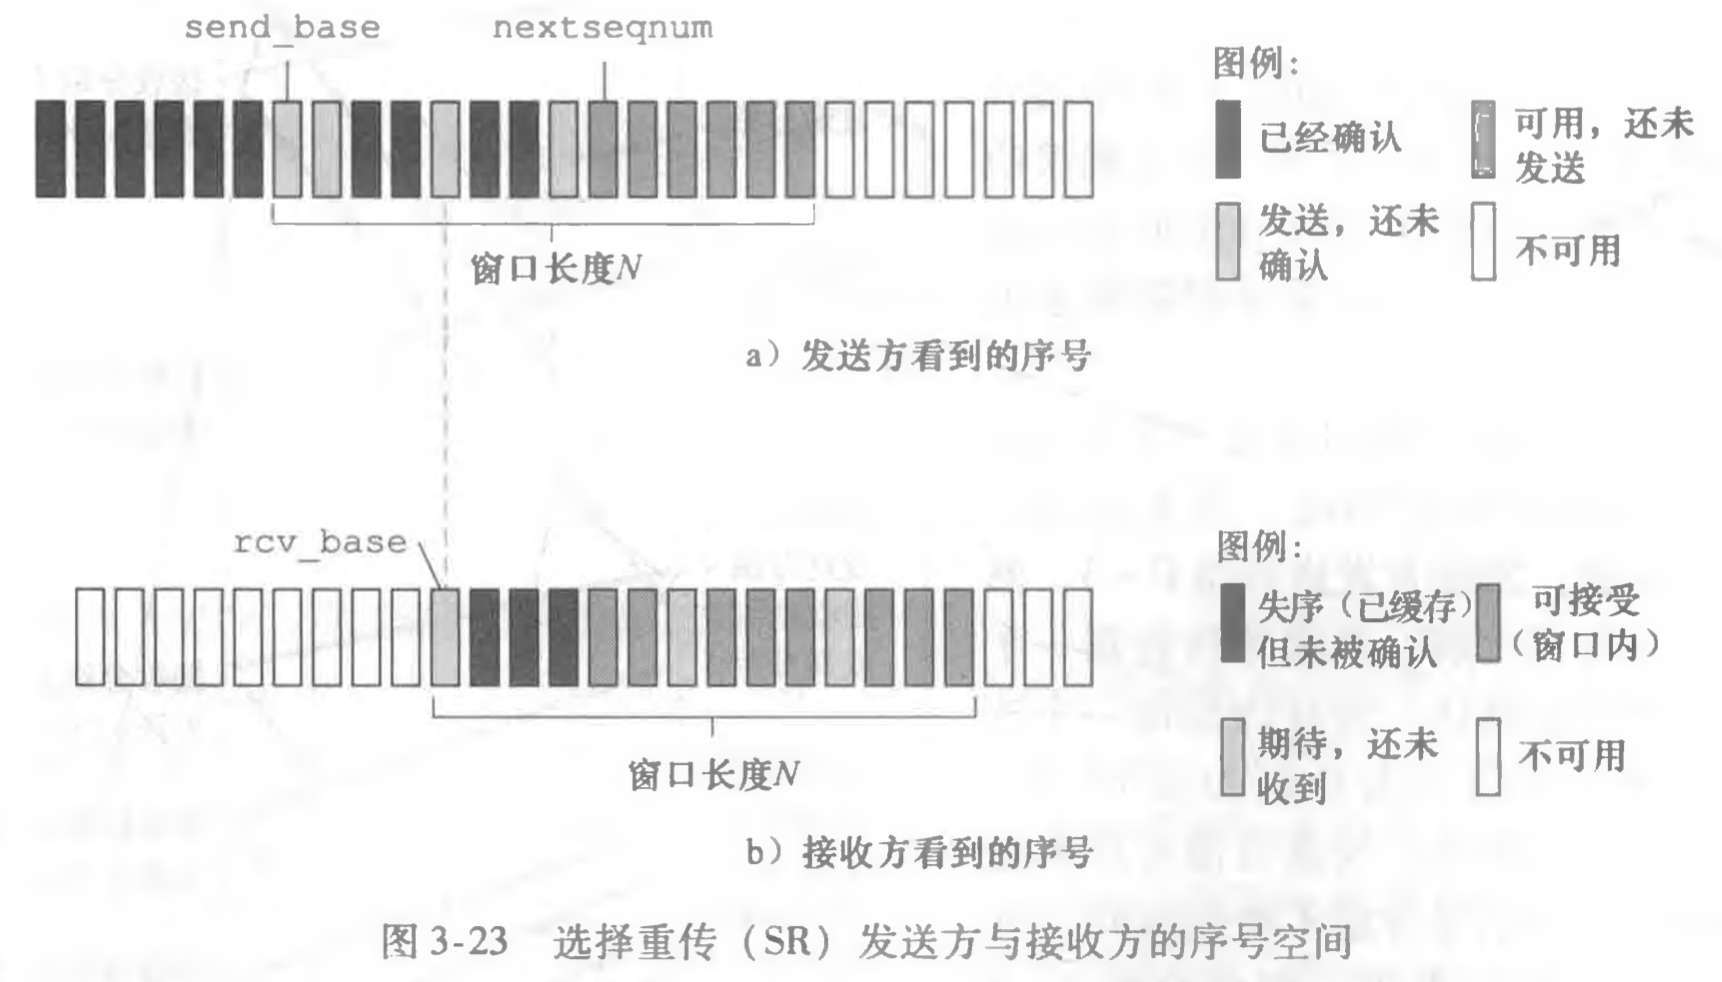 send_base nextseqnum
图例:
已经确认
可用，还未
发送
发送，还未
确认
不可用
窗口长度N
a）发送方看到的序号
rcv_base
图例:
失序（已缓存）
但未被确认
可接受
（窗口内）
期待，还未
收到
不可用
窗口长度N
b）接收方看到的序号
图 3-23 选择重传（SR）发送方与接收方的序号空间